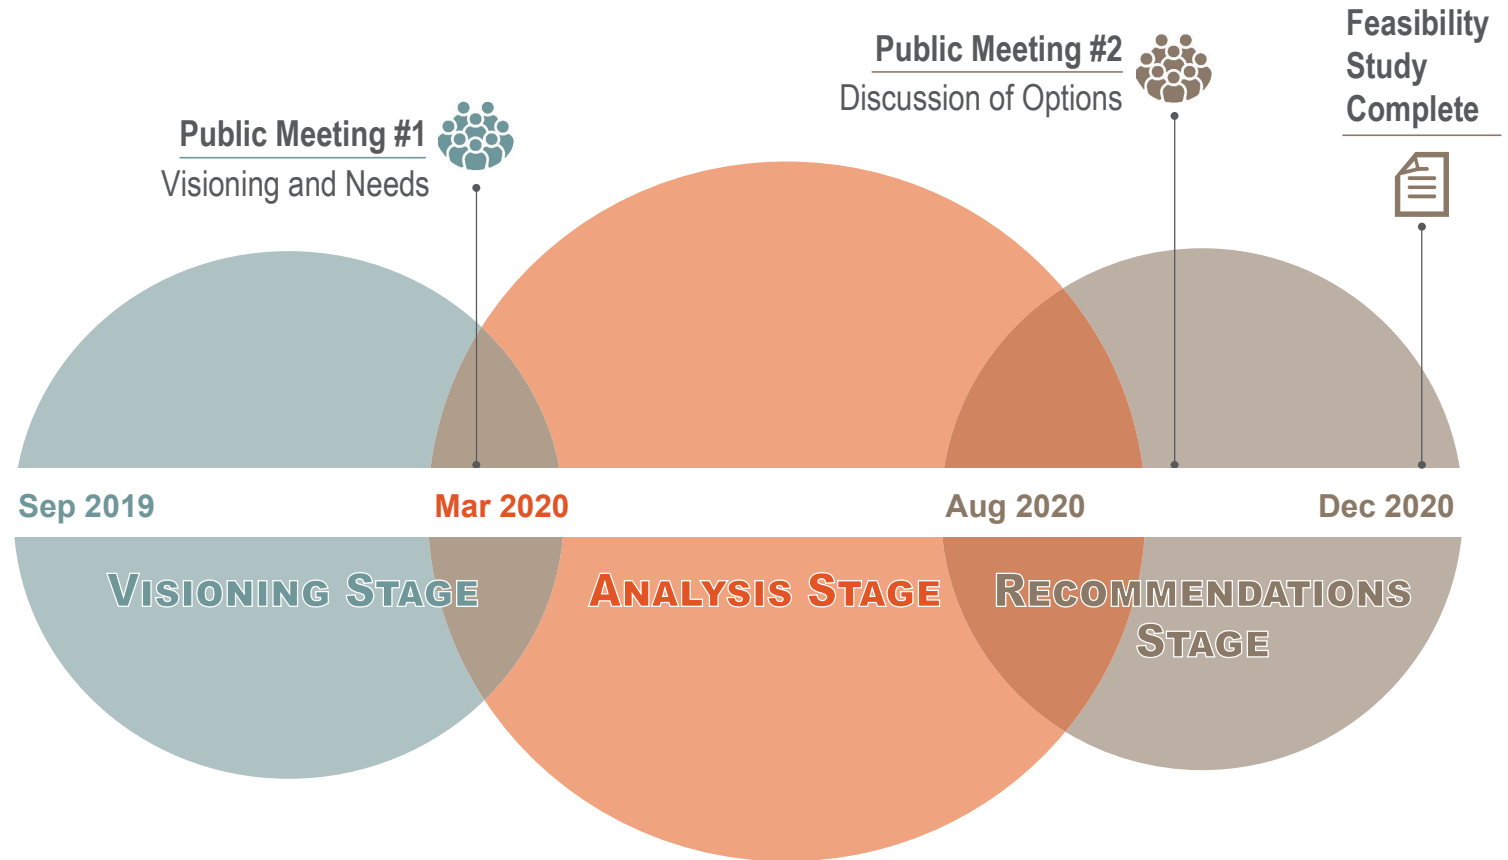 Public Meeting #1
Visioning and Needs
Public Meeting #2
Discussion of Options
Feasibility
Study
Complete
Sep 2019
Mar 2020
Aug 2020
Dec 2020
VISIONING STAGE
ANALYSIS STAGE
RECOMMENDATIONS
STAGE